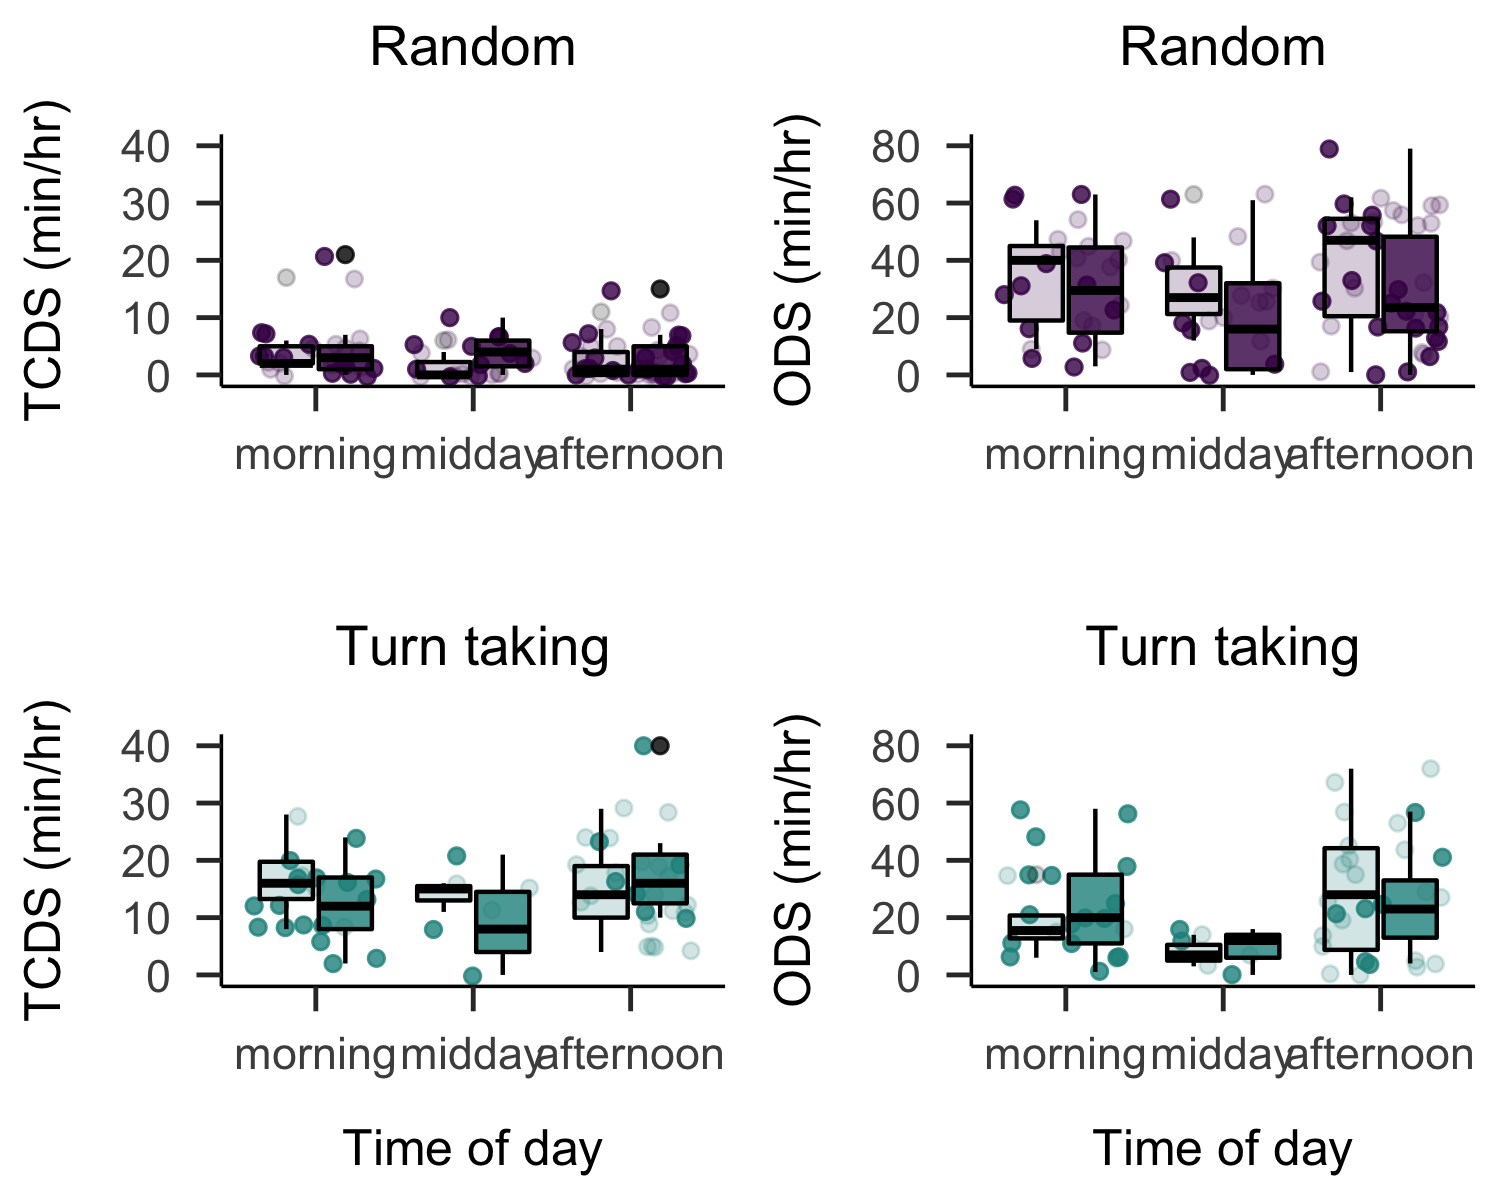 Random
TCDS (min/hr)
40
30
20
10
0
morning midday afternoon
Random
ODS (min/hr)
80
60
40
20
0
morning midday afternoon
Turn taking
TCDS (min/hr)
40
30
20
10
0
morning midday afternoon
Time of day
Turn taking
ODS (min/hr)
80
60
40
20
0
morning midday afternoon
Time of day